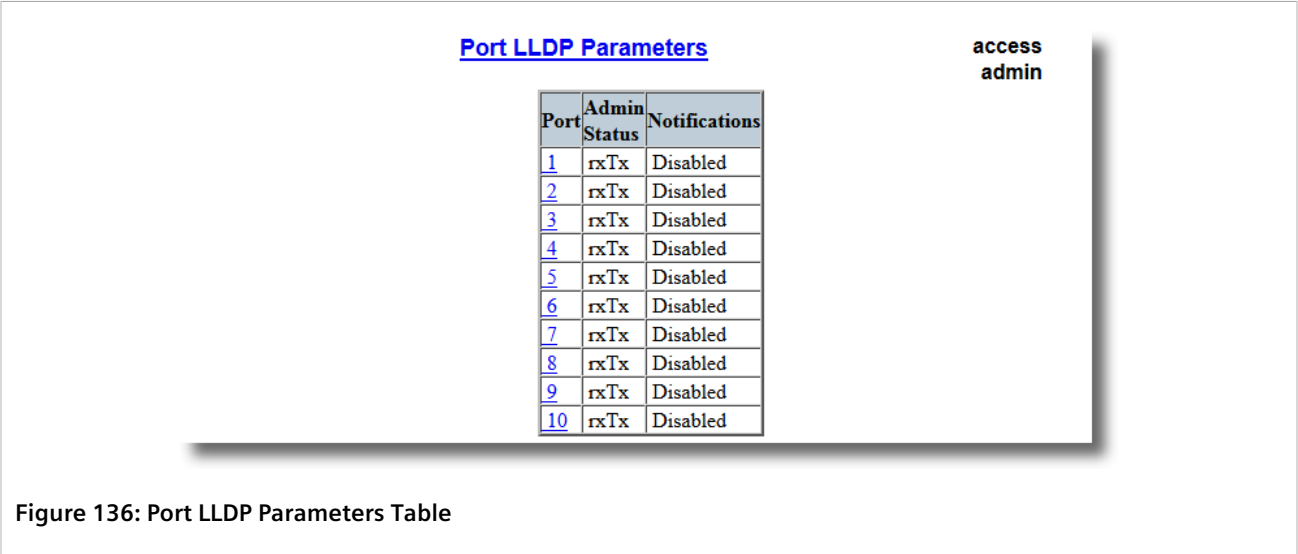 Port LLDP Parameters
access
admin
Port Admin Status Notifications
1 rxTx Disabled
2 rxTx Disabled
3 rxTx Disabled
4 rxTx Disabled
5 rxTx Disabled
6 rxTx Disabled
7 rxTx Disabled
8 rxTx Disabled
9 rxTx Disabled
10 rxTx Disabled
Figure 136: Port LLDP Parameters Table